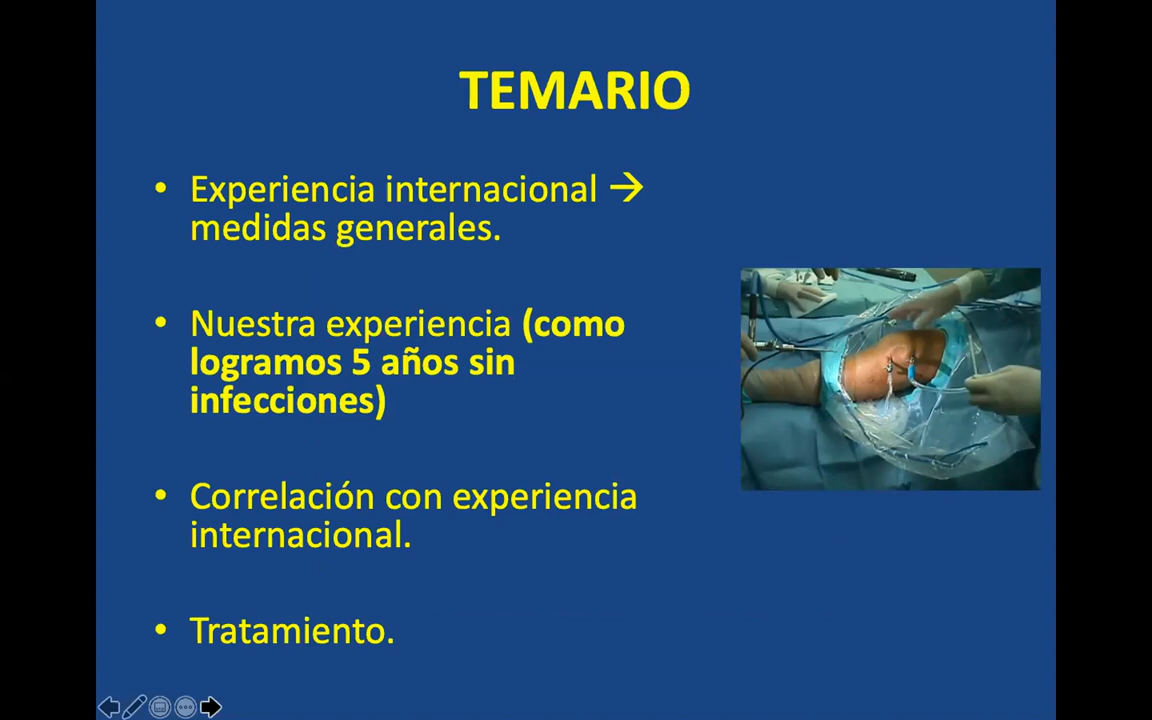 TEMARIO
• Experiencia internacional →
medidas generales.
• Nuestra experiencia (como
logramos 5 años sin
infecciones)
• Correlación con experiencia
internacional.
• Tratamiento.